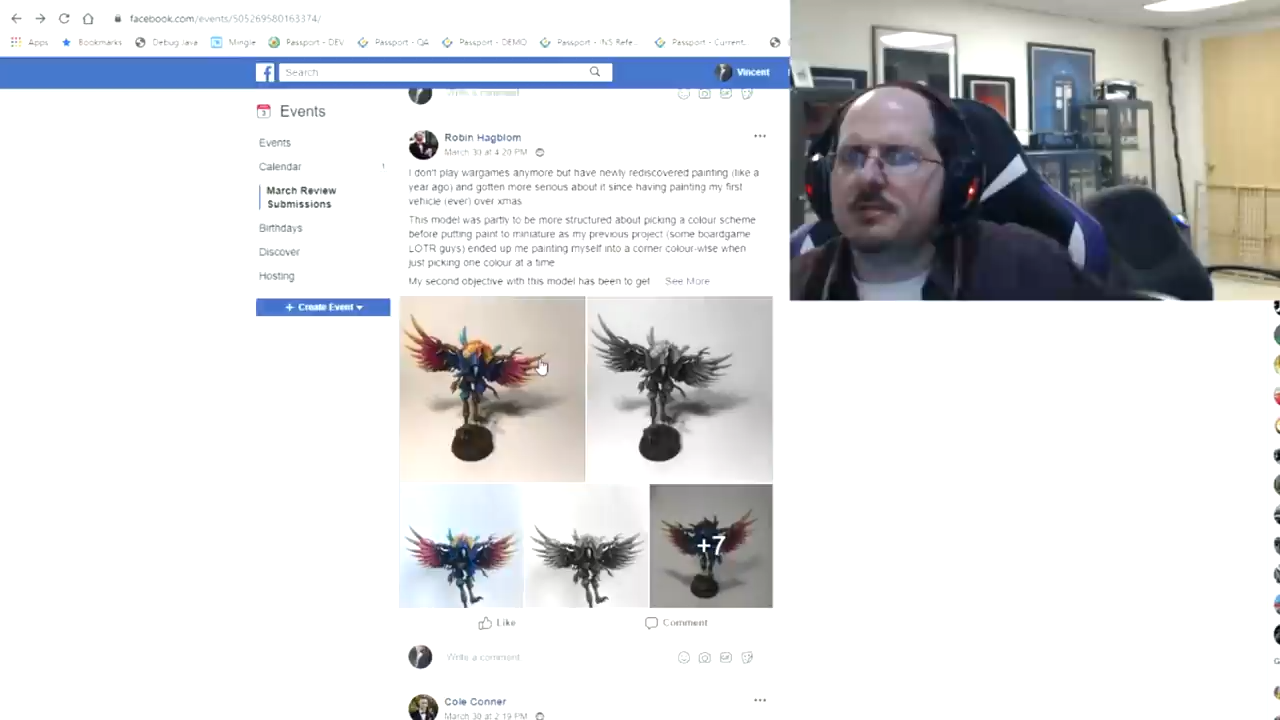 facebook.com/events/505269580163374/
Apps Bookmarks Debug Java Mingle Passport - DEV Passport - QA Passport - DEMO Passport - INS Refe... Passport - Current...
Search
Vincent
Events
Events
Calendar 1
March Review
Submissions
Birthdays
Discover
Hosting
+ Create Event
Robin Hagblom
March 30 at 4:20 PM
I don't play wargames anymore but have newly rediscovered painting (like a
year ago) and gotten more serious about it since having painting my first
vehicle (ever) over xmas
This model was partly to be more structured about picking a colour scheme
before putting paint to miniature as my previous project (some boardgame
LOTR guys) ended up me painting myself into a corner colour-wise when
just picking one colour at a time
My second objective with this model has been to get See More
+7
Like Comment
Write a comment
Cole Conner
March 30 at 2:19 PM